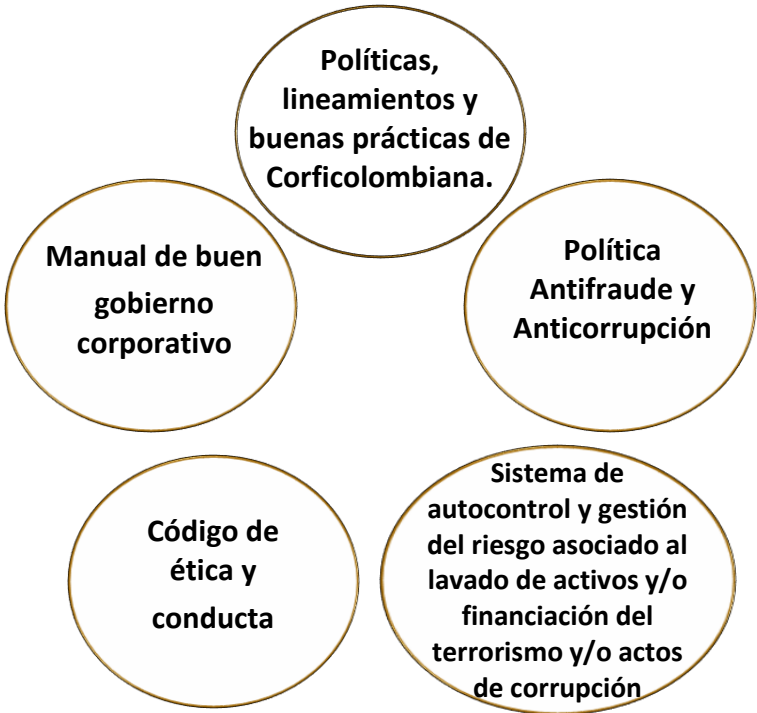 Políticas,
lineamientos y
buenas prácticas de
Corficolombiana.
Manual de buen
gobierno
corporativo
Política
Antifraude y
Anticorrupción
Código de
ética y
conducta
Sistema de
autocontrol y gestión
del riesgo asociado al
lavado de activos y/o
financiación del
terrorismo y/o actos
de corrupción